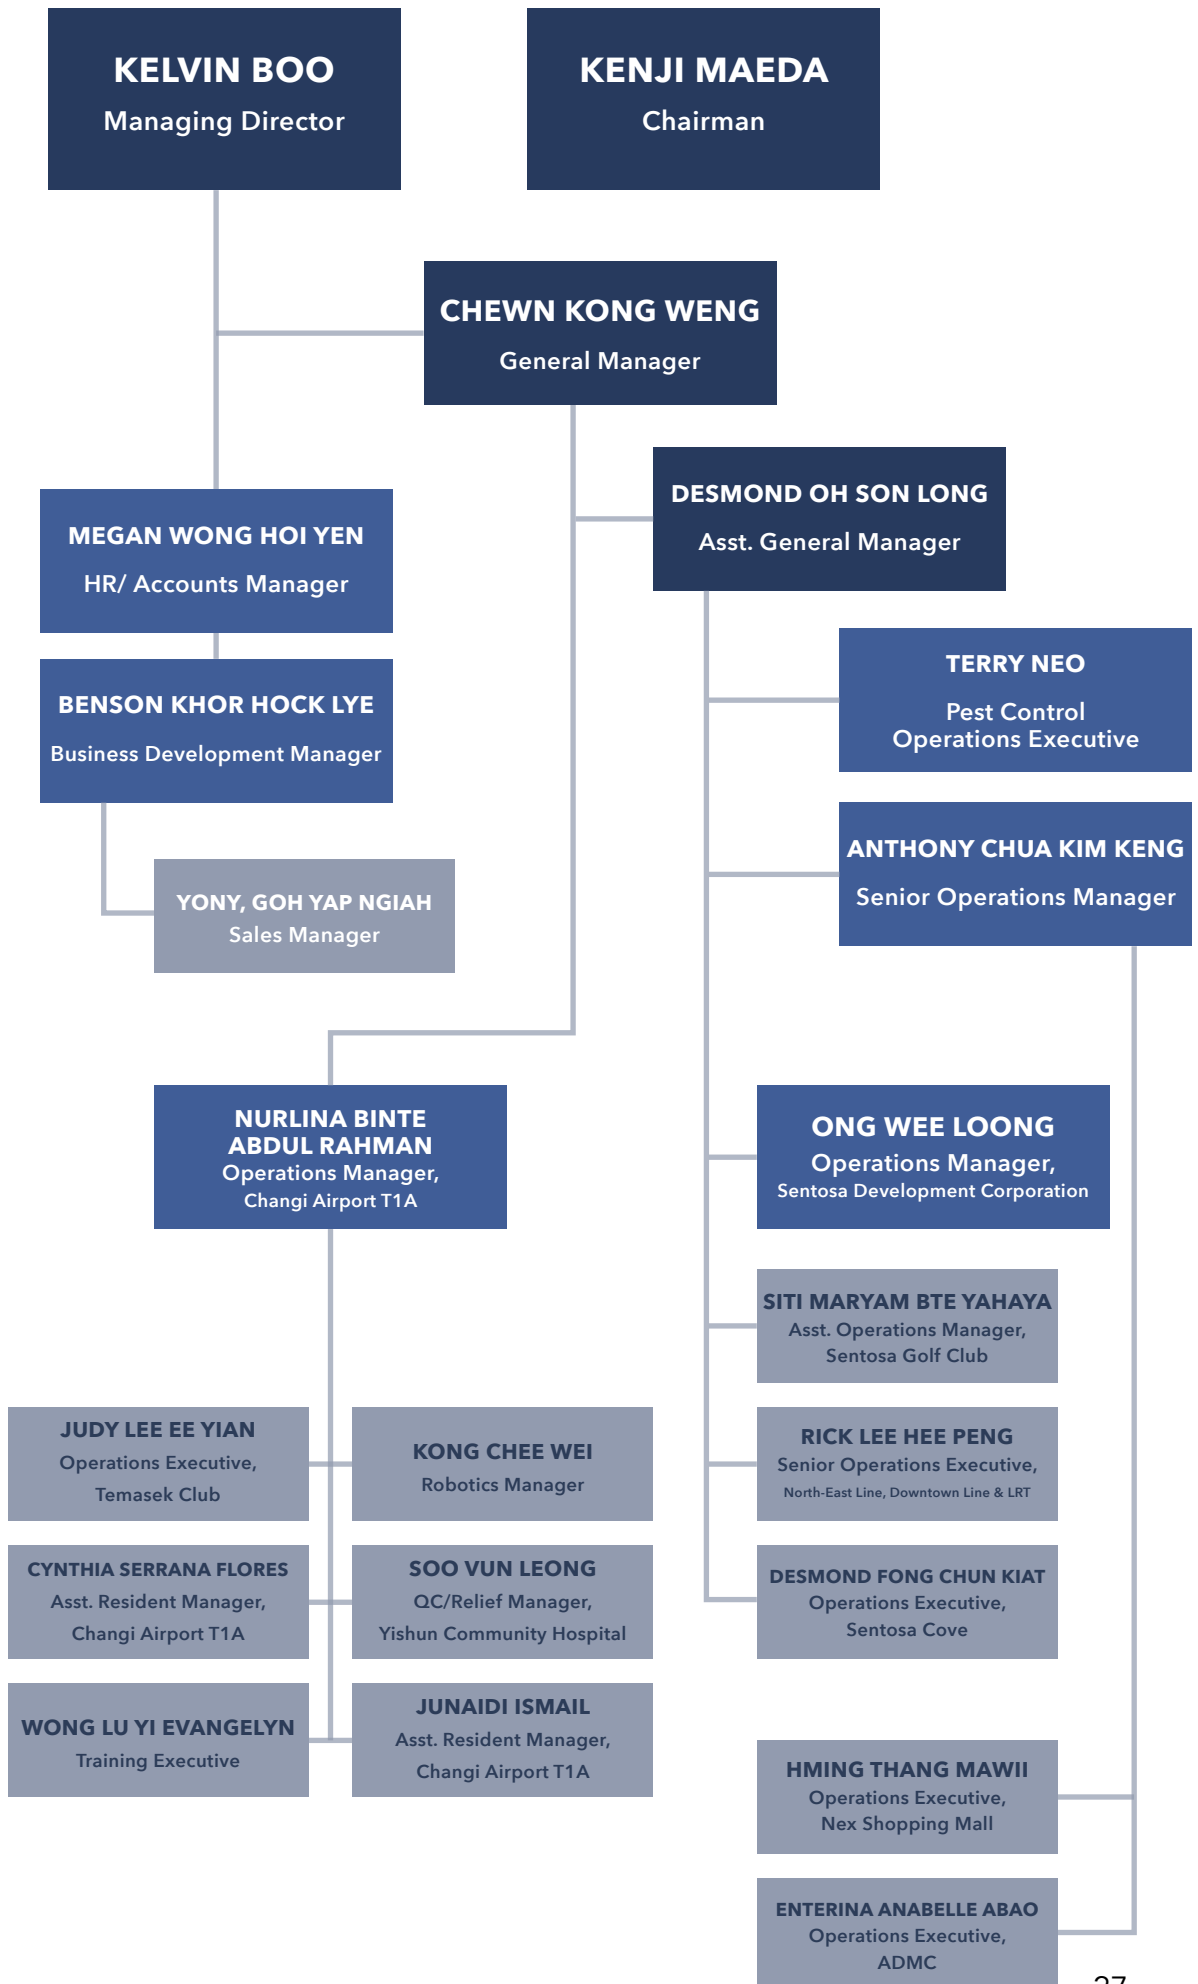 KELVIN BOO
Managing Director
KENJI MAEDA
Chairman
CHEWN KONG WENG
General Manager
DESMOND OH SON LONG
Asst. General Manager
MEGAN WONG HOI YEN
HR/ Accounts Manager
BENSON KHOR HOCK LYE
Business Development Manager
YONY, GOH YAP NGIAH
Sales Manager
TERRY NEO
Pest Control
Operations Executive
ANTHONY CHUA KIM KENG
Senior Operations Manager
NURLINA BINTE
ABDUL RAHMAN
Operations Manager,
Changi Airport T1A
ONG WEE LOONG
Operations Manager,
Sentosa Development Corporation
SITI MARYAM BTE YAHAYA
Asst. Operations Manager,
Sentosa Golf Club
JUDY LEE EE YIAN
Operations Executive,
Temasek Club
KONG CHEE WEI
Robotics Manager
RICK LEE HEE PENG
Senior Operations Executive,
North-East Line, Downtown Line & LRT
CYNTHIA SERRANA FLORES
Asst. Resident Manager,
Changi Airport T1A
SOO VUN LEONG
QC/Relief Manager,
Yishun Community Hospital
DESMOND FONG CHUN KIAT
Operations Executive,
Sentosa Cove
WONG LU YI EVANGELYN
Training Executive
JUNAIDI ISMAIL
Asst. Resident Manager,
Changi Airport T1A
HMING THANG MAWII
Operations Executive,
Nex Shopping Mall
ENTERINA ANABELLE ABAO
Operations Executive,
ADMC